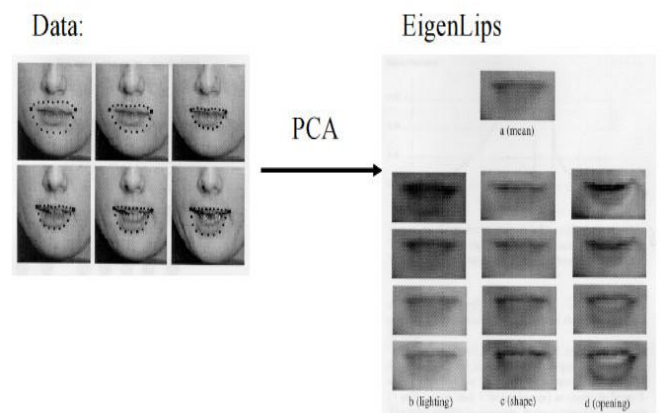 Data:
EigenLips
PCA
a (mean)
b (lighting)
c (shape)
d (opening)